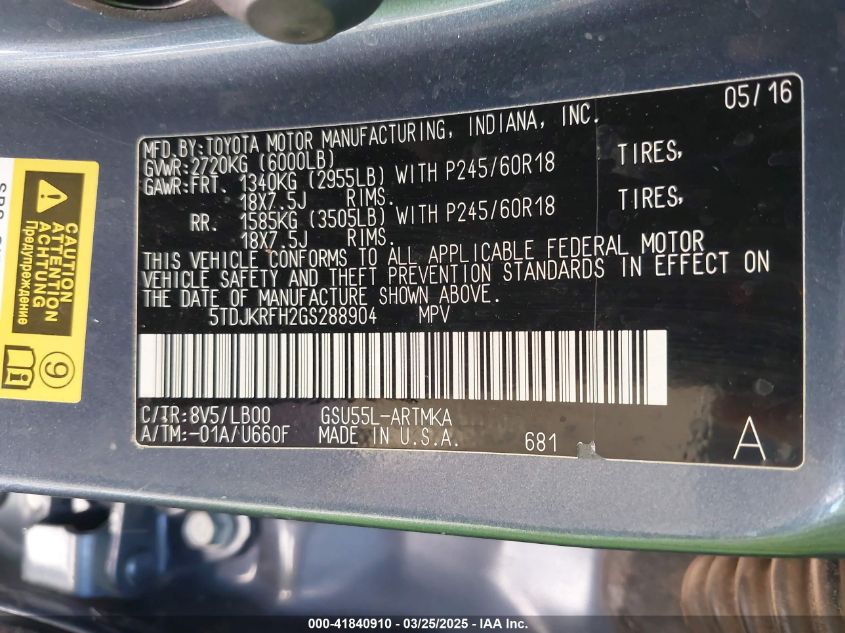 05/16
MFD.BY:TOYOTA MOTOR MANUFACTURING, INDIANA, INC.
GVWR:2720KG (6000LB)
GAWR:FRT. 1340KG (2955LB) WITH P245/60R18 TIRES,
18X7.5J RIMS.
RR. 1585KG (3505LB) WITH P245/60R18 TIRES,
18X7.5J RIMS.
THIS VEHICLE CONFORMS TO ALL APPLICABLE FEDERAL MOTOR
VEHICLE SAFETY AND THEFT PREVENTION STANDARDS IN EFFECT ON
THE DATE OF MANUFACTURE SHOWN ABOVE.
5TDJKRFH2GS288904 MPV
C/TR:8V5/LB00 GSU55L-ARTMKA
A/TM:-01A/U660F MADE IN U.S.A. 681 A
CAUTION
ATTENTION
ACHTUNG
Предупреждение
000-41840910 - 03/25/2025 - IAA Inc.